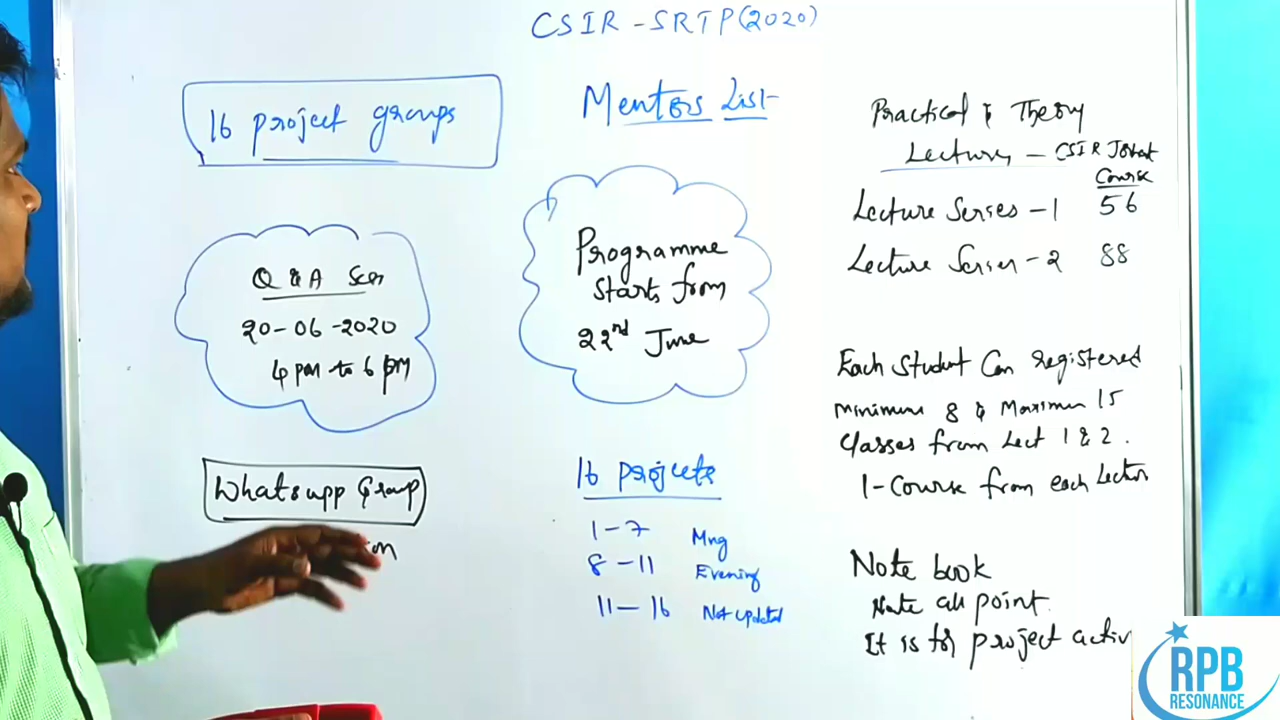 CSIR - SRTP(2020)
16 project groups
Q & A Sesn
20-06-2020
4 pm to 6 pm
Whatsapp Group
Mentors List
Programme
Starts from
22nd June
16 projects
1-7 Mng
8-11 Evening
11-16 Not updated
Practical & Theory
Lectures - CSIR Jorhat
Course
Lecture Series - 1 56
Lecture Series - 2 88
Each Student Can registered
Minimum 8 & Maximum 15
Classes from Lect 1 & 2.
1-Course from each Lecture
Note book
Note all point
It is for project activ
RPB
RESONANCE